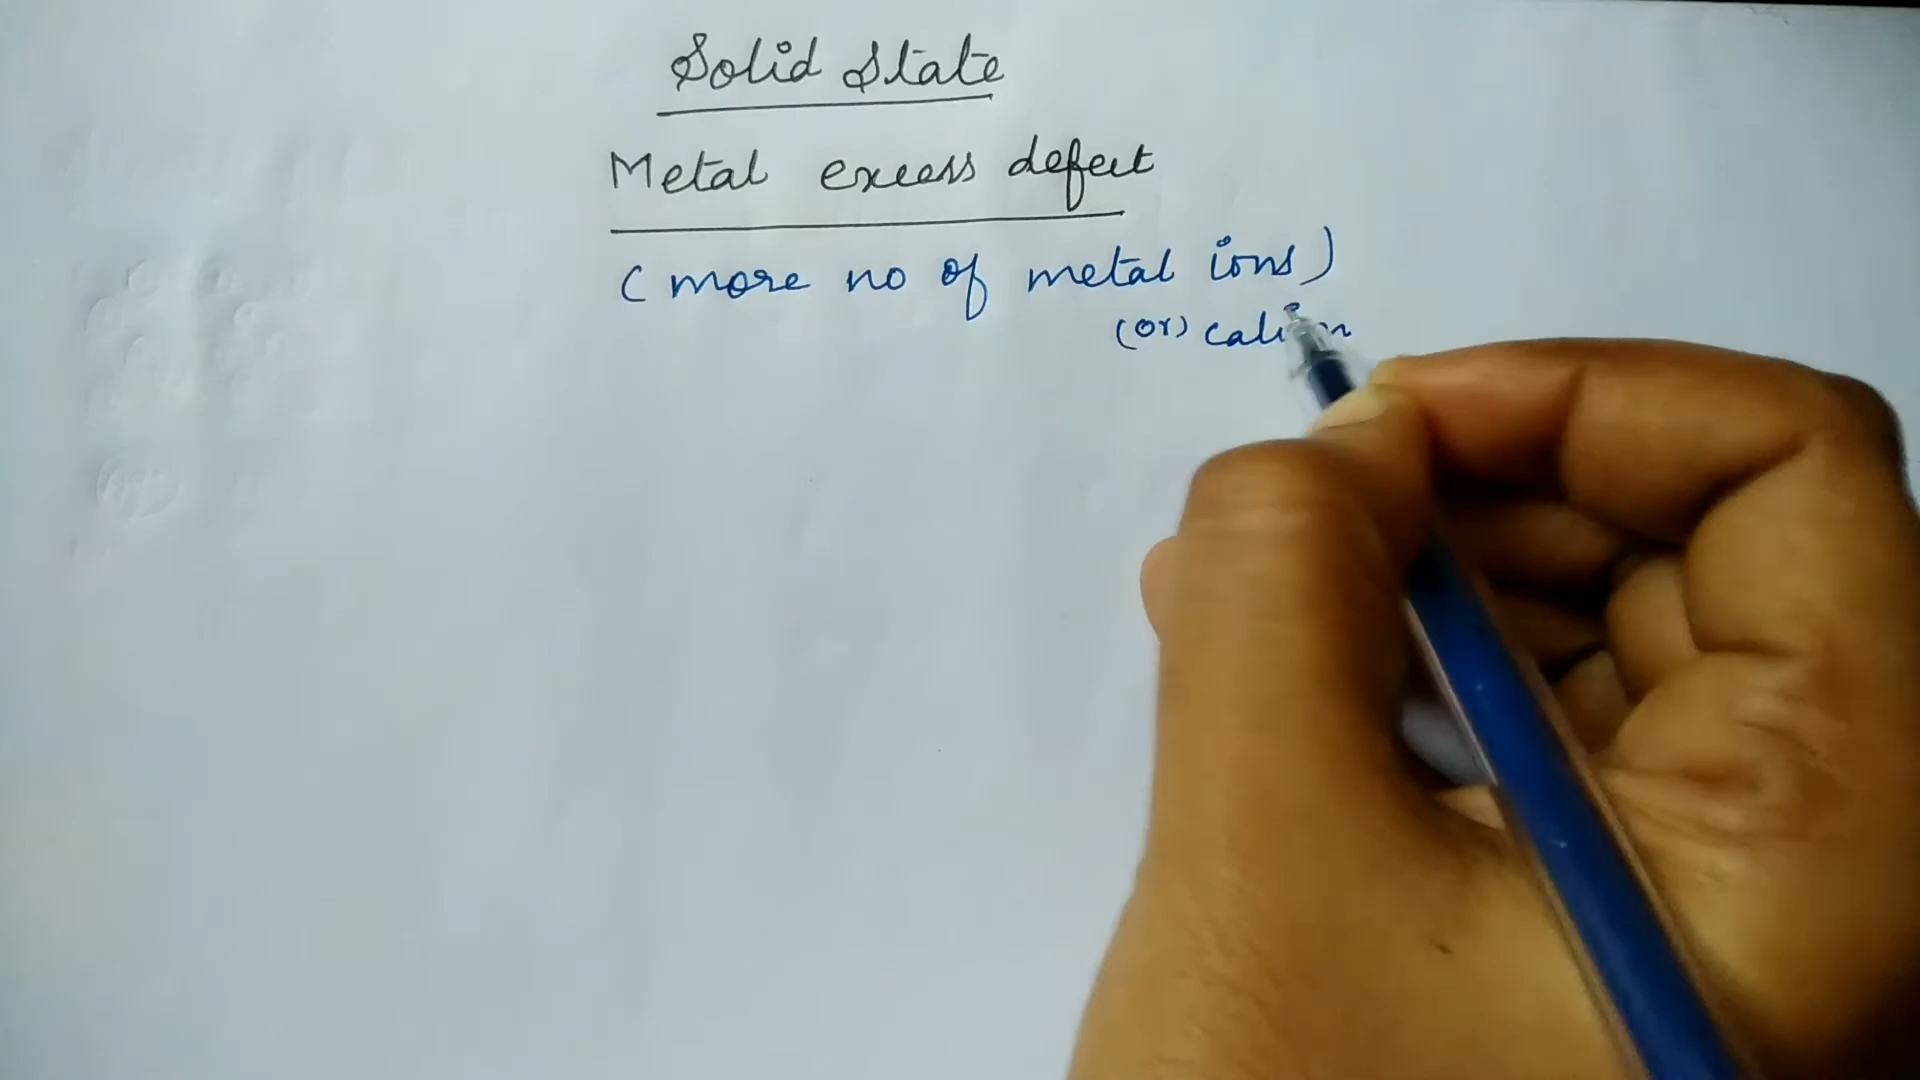 Solid State
Metal excess defect
(more no of metal ions)
(or)